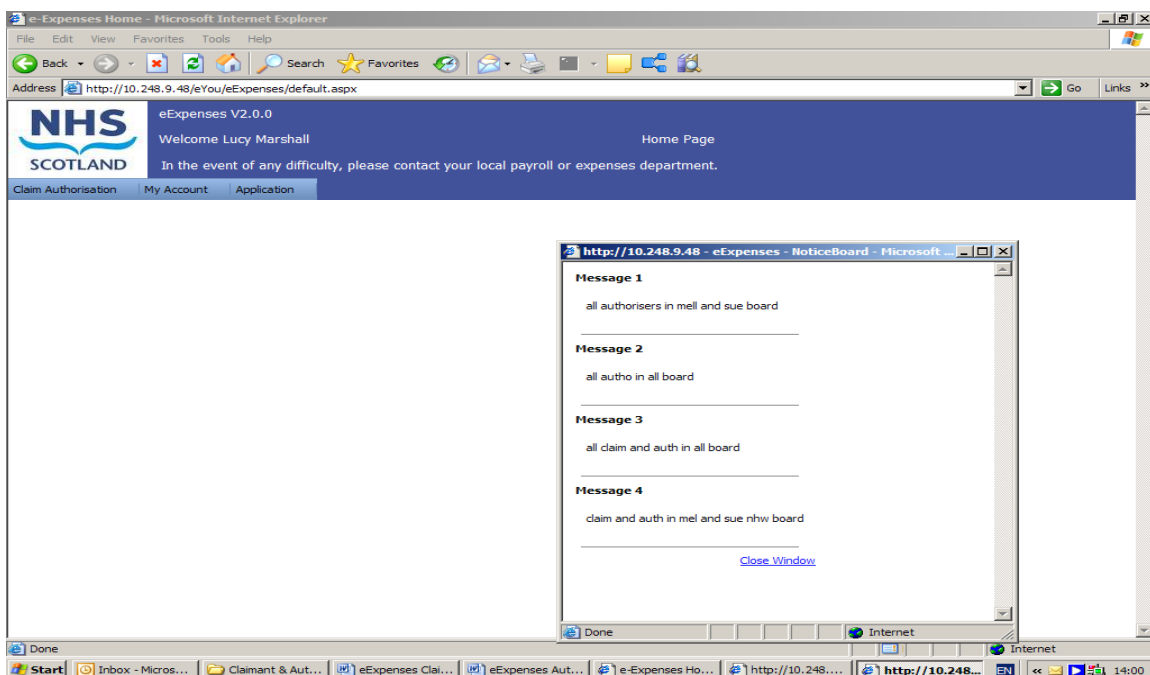 e-Expenses Home - Microsoft Internet Explorer
File Edit View Favorites Tools Help
Back Search Favorites
Address http://10.248.9.48/eYou/eExpenses/default.aspx Go Links »
NHS
SCOTLAND
eExpenses V2.0.0
Welcome Lucy Marshall Home Page
In the event of any difficulty, please contact your local payroll or expenses department.
Claim Authorisation My Account Application
http://10.248.9.48 - eExpenses - NoticeBoard - Microsoft ...
Message 1
all authorisers in mell and sue board
Message 2
all autho in all board
Message 3
all claim and auth in all board
Message 4
claim and auth in mel and sue nhw board
Close Window
Done Internet
Done Internet
Start Inbox - Micros... Claimant & Aut... eExpenses Clai... eExpenses Aut... e-Expenses Ho... http://10.248.... http://10.248... EN « 14:00